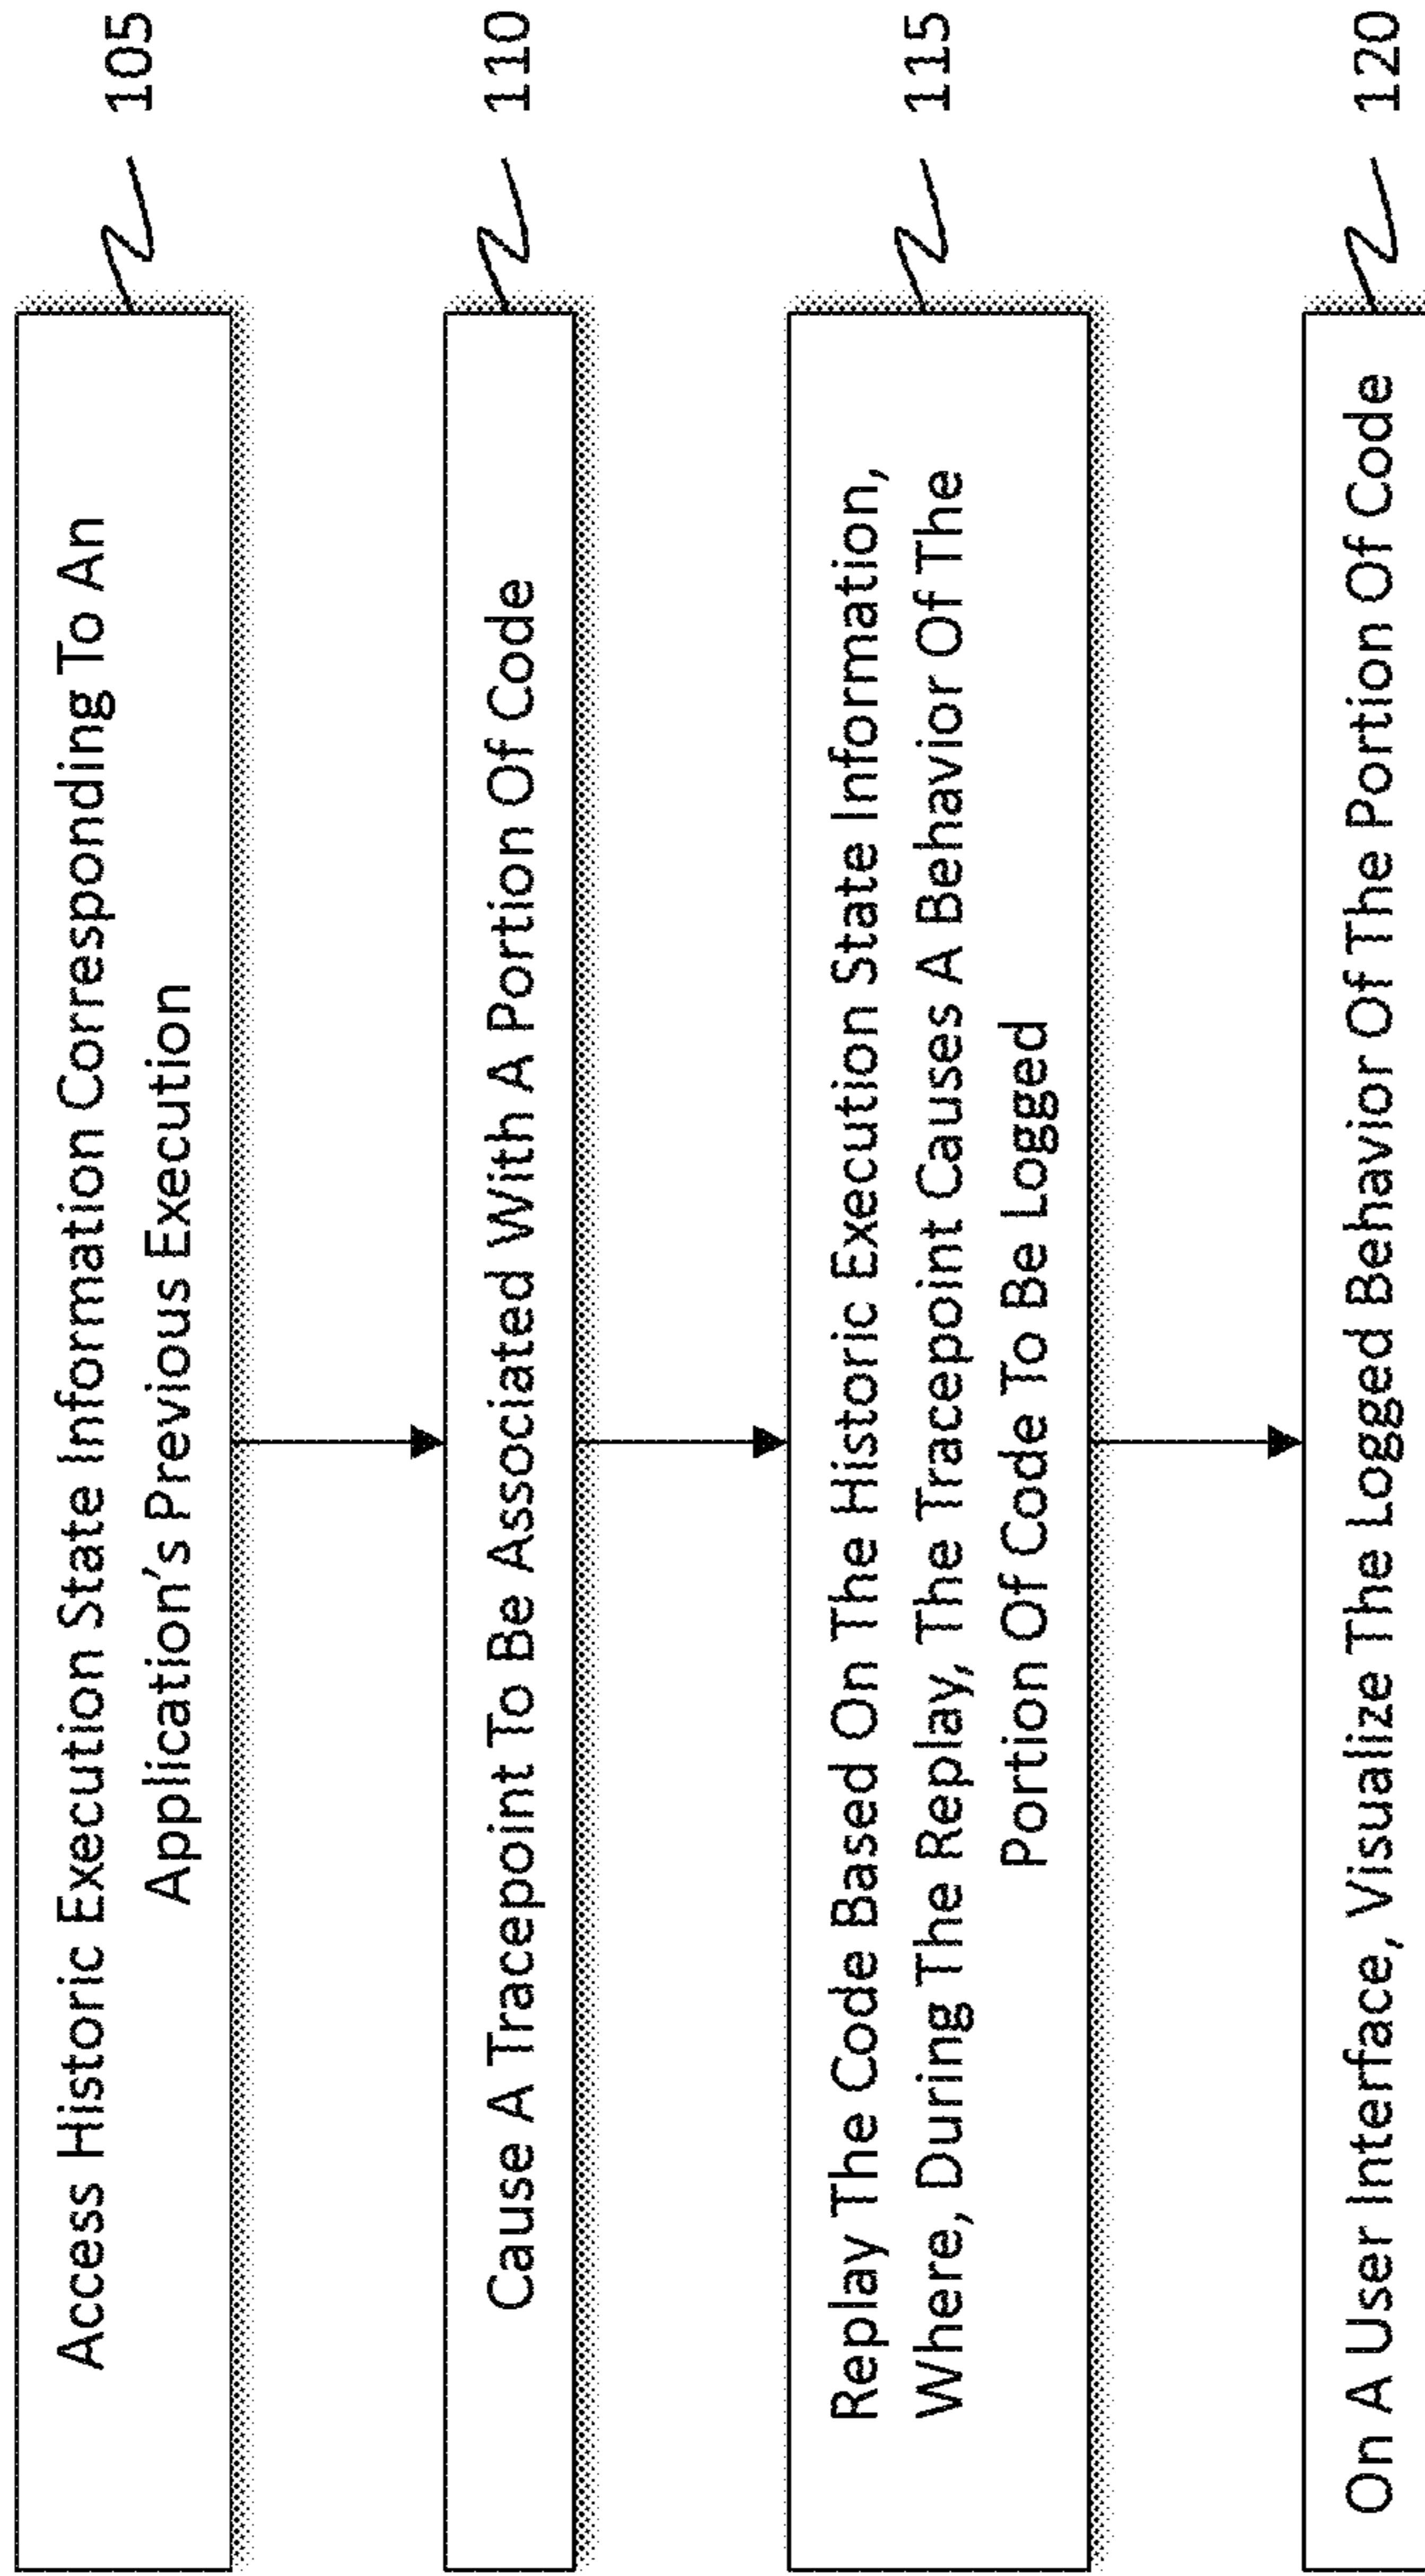 Access Historic Execution State Information Corresponding To An
Application's Previous Execution
105
Cause A Tracepoint To Be Associated With A Portion Of Code
110
Replay The Code Based On The Historic Execution State Information,
Where, During The Replay, The Tracepoint Causes A Behavior Of The
Portion Of Code To Be Logged
115
On A User Interface, Visualize The Logged Behavior Of The Portion Of Code
120